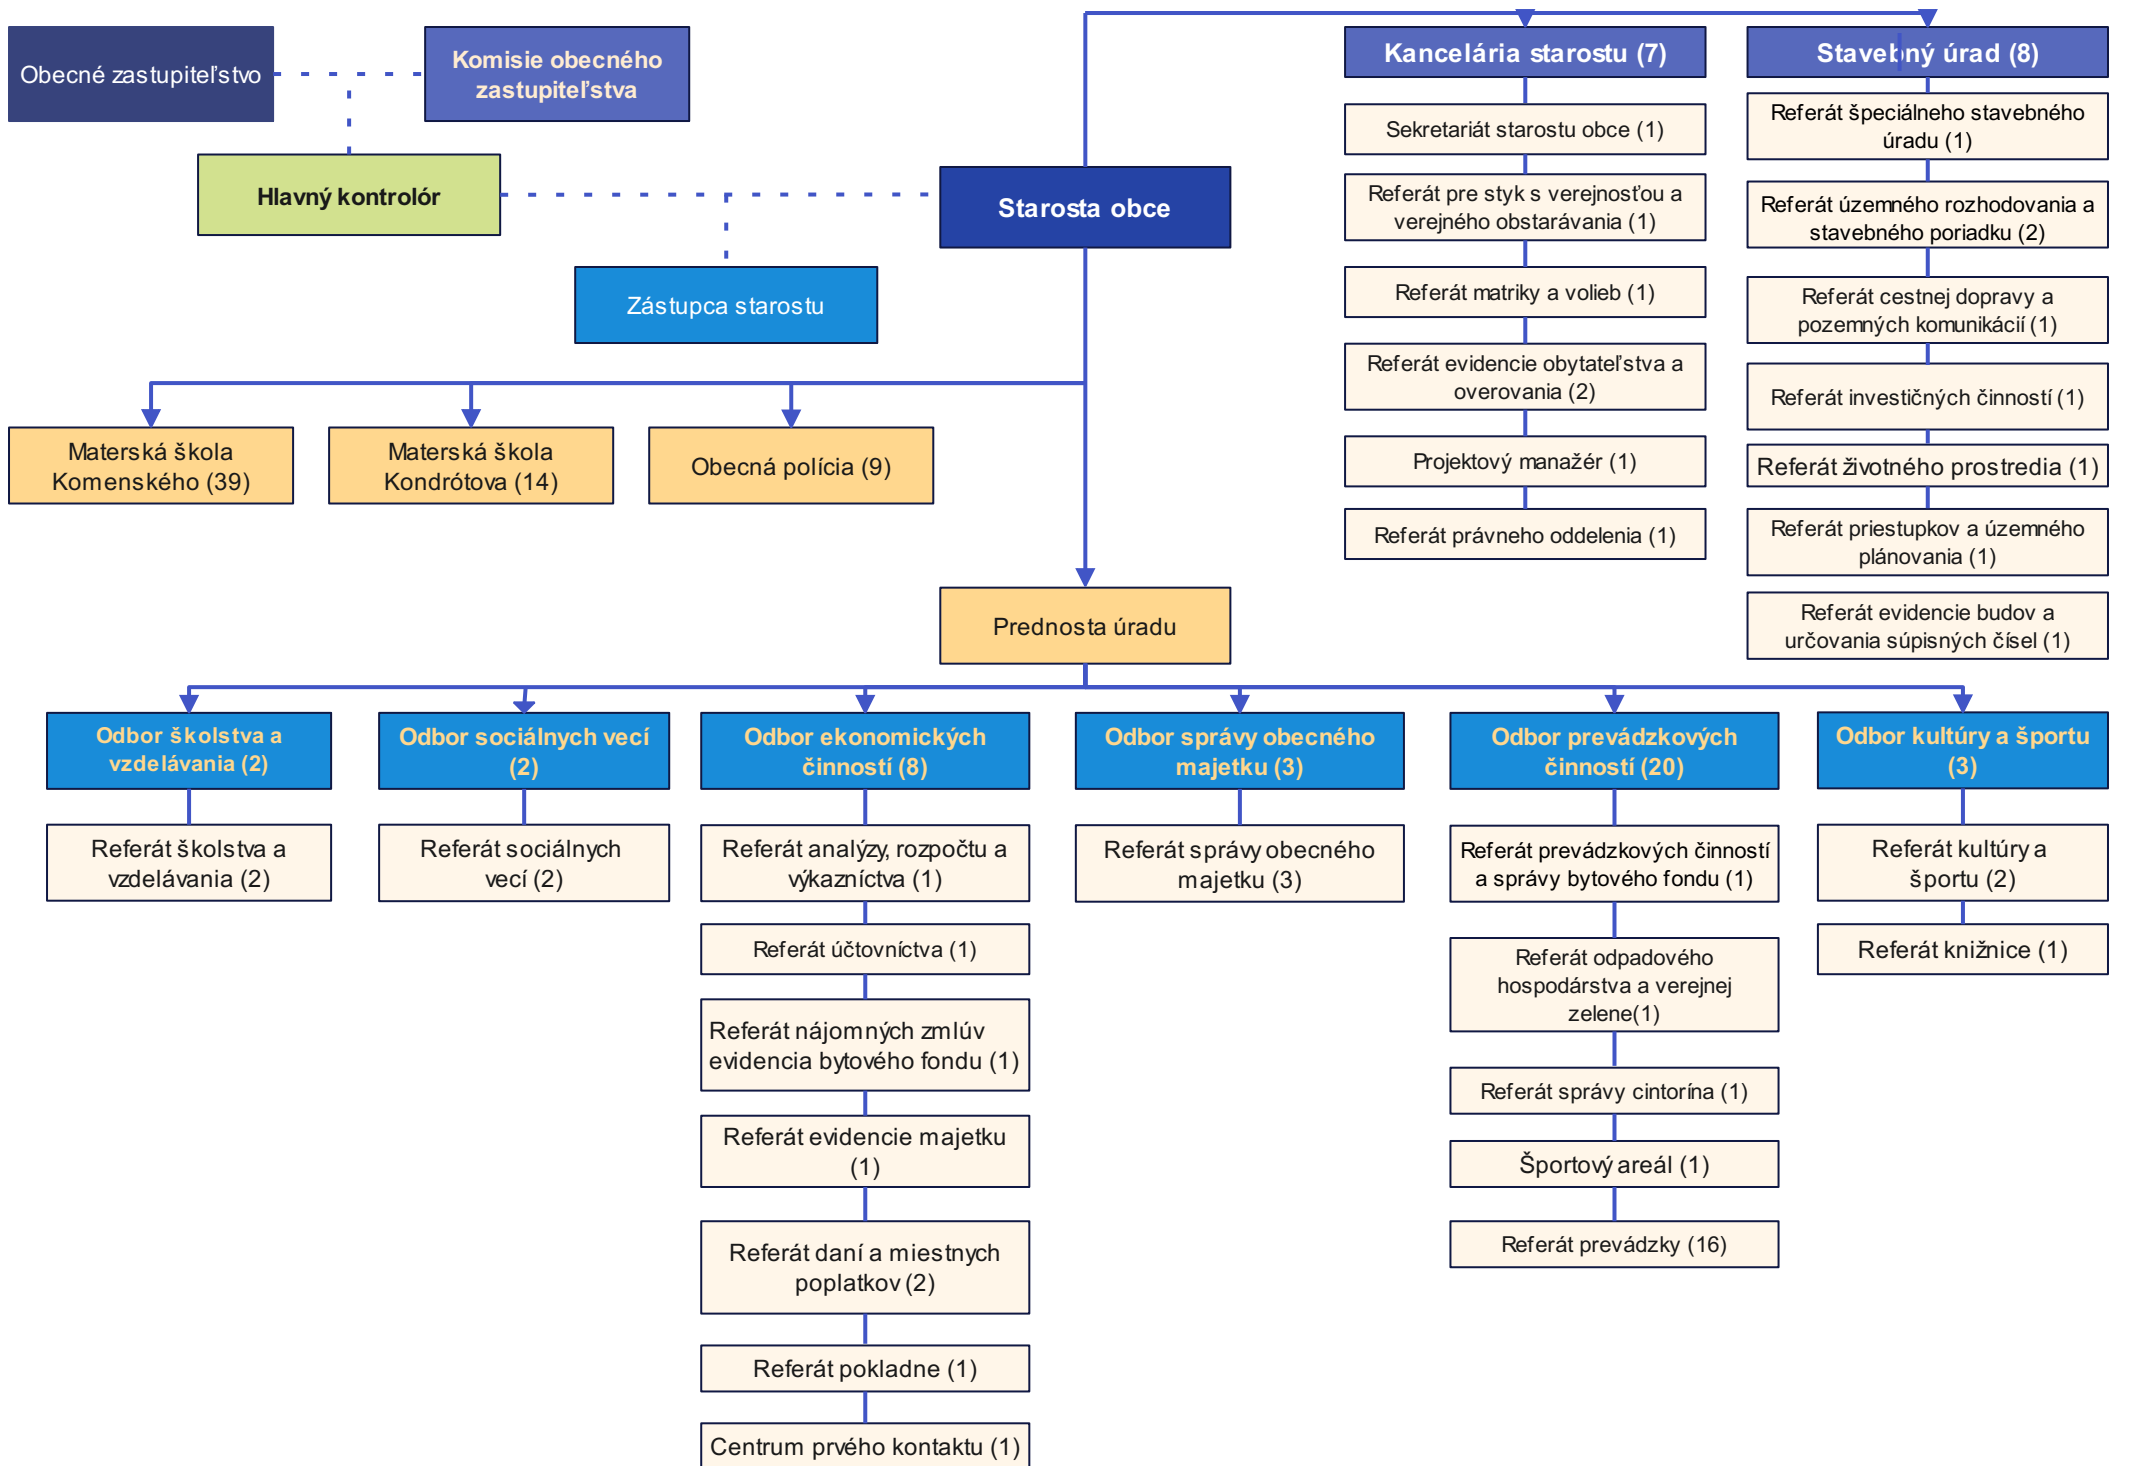 Obecné zastupiteľstvo
Komisie obecného
zastupiteľstva
Hlavný kontrolór
Starosta obce
Zástupca starostu
Kancelária starostu (7)
Sekretariát starostu obce (1)
Referát pre styk s verejnosťou a
verejného obstarávania (1)
Referát matriky a volieb (1)
Referát evidencie obytateľstva a
overovania (2)
Projektový manažér (1)
Referát právneho oddelenia (1)
Stavebný úrad (8)
Referát špeciálneho stavebného
úradu (1)
Referát územného rozhodovania a
stavebného poriadku (2)
Referát cestnej dopravy a
pozemných komunikácií (1)
Referát investičných činností (1)
Referát životného prostredia (1)
Referát priestupkov a územného
plánovania (1)
Referát evidencie budov a
určovania súpisných čísel (1)
Materská škola
Komenského (39)
Materská škola
Kondrótova (14)
Obecná polícia (9)
Prednosta úradu
Odbor školstva a
vzdelávania (2)
Referát školstva a
vzdelávania (2)
Odbor sociálnych vecí
(2)
Referát sociálnych
vecí (2)
Odbor ekonomických
činností (8)
Referát analýzy, rozpočtu a
výkazníctva (1)
Referát účtovníctva (1)
Referát nájomných zmlúv
evidencia bytového fondu (1)
Referát evidencie majetku
(1)
Referát daní a miestnych
poplatkov (2)
Referát pokladne (1)
Centrum prvého kontaktu (1)
Odbor správy obecného
majetku (3)
Referát správy obecného
majetku (3)
Odbor prevádzkových
činností (20)
Referát prevádzkových činností
a správy bytového fondu (1)
Referát odpadového
hospodárstva a verejnej
zelene(1)
Referát správy cintorína (1)
Športový areál (1)
Referát prevádzky (16)
Odbor kultúry a športu
(3)
Referát kultúry a
športu (2)
Referát knižnice (1)